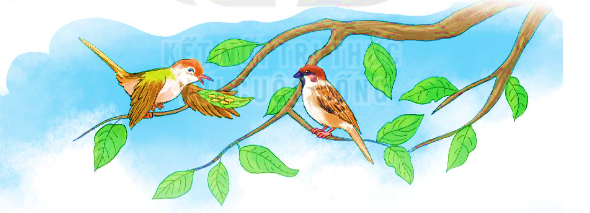 KẾT NỐI TRI THỨC
CUỘC SỐNG